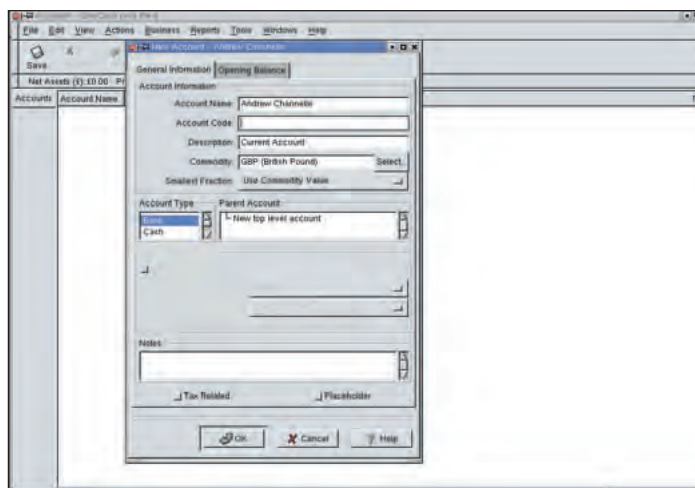 File Edit View Actions Business Reports Tools Windows Help
Save
Net Assets (£): £0.00
Accounts Account Name
New Account - Andrew Channelle
General Information Opening Balance
Account Information
Account Name: Andrew Channelle
Account Code:
Description: Current Account
Commodity: GBP (British Pound) Select...
Smallest Fraction: Use Commodity Value
Account Type Parent Account
Bank New top level account
Cash
Notes
Tax Related Placeholder
OK Cancel Help